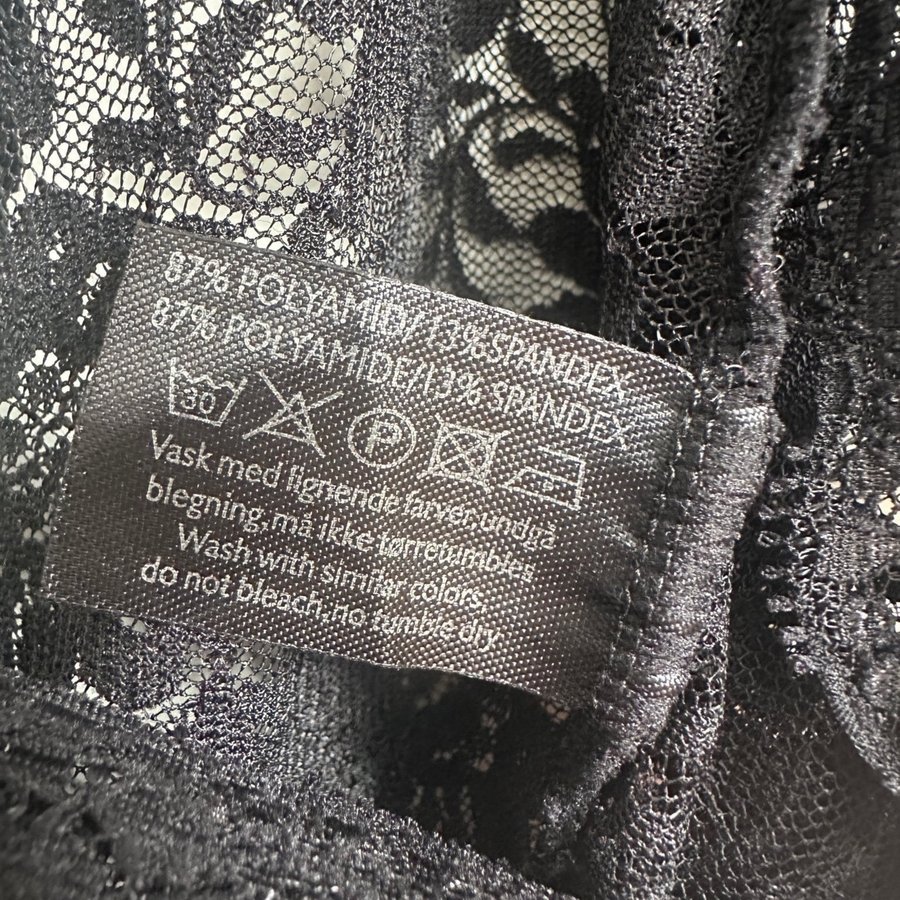 87% POLYAMID/13%SPANDEX
87% POLYAMIDE/13% SPANDEX
30 P
Vask med lignende farver,undgå
blegning,må ikke tørretumbles
Wash with similar colors,
do not bleach,no tumble dry